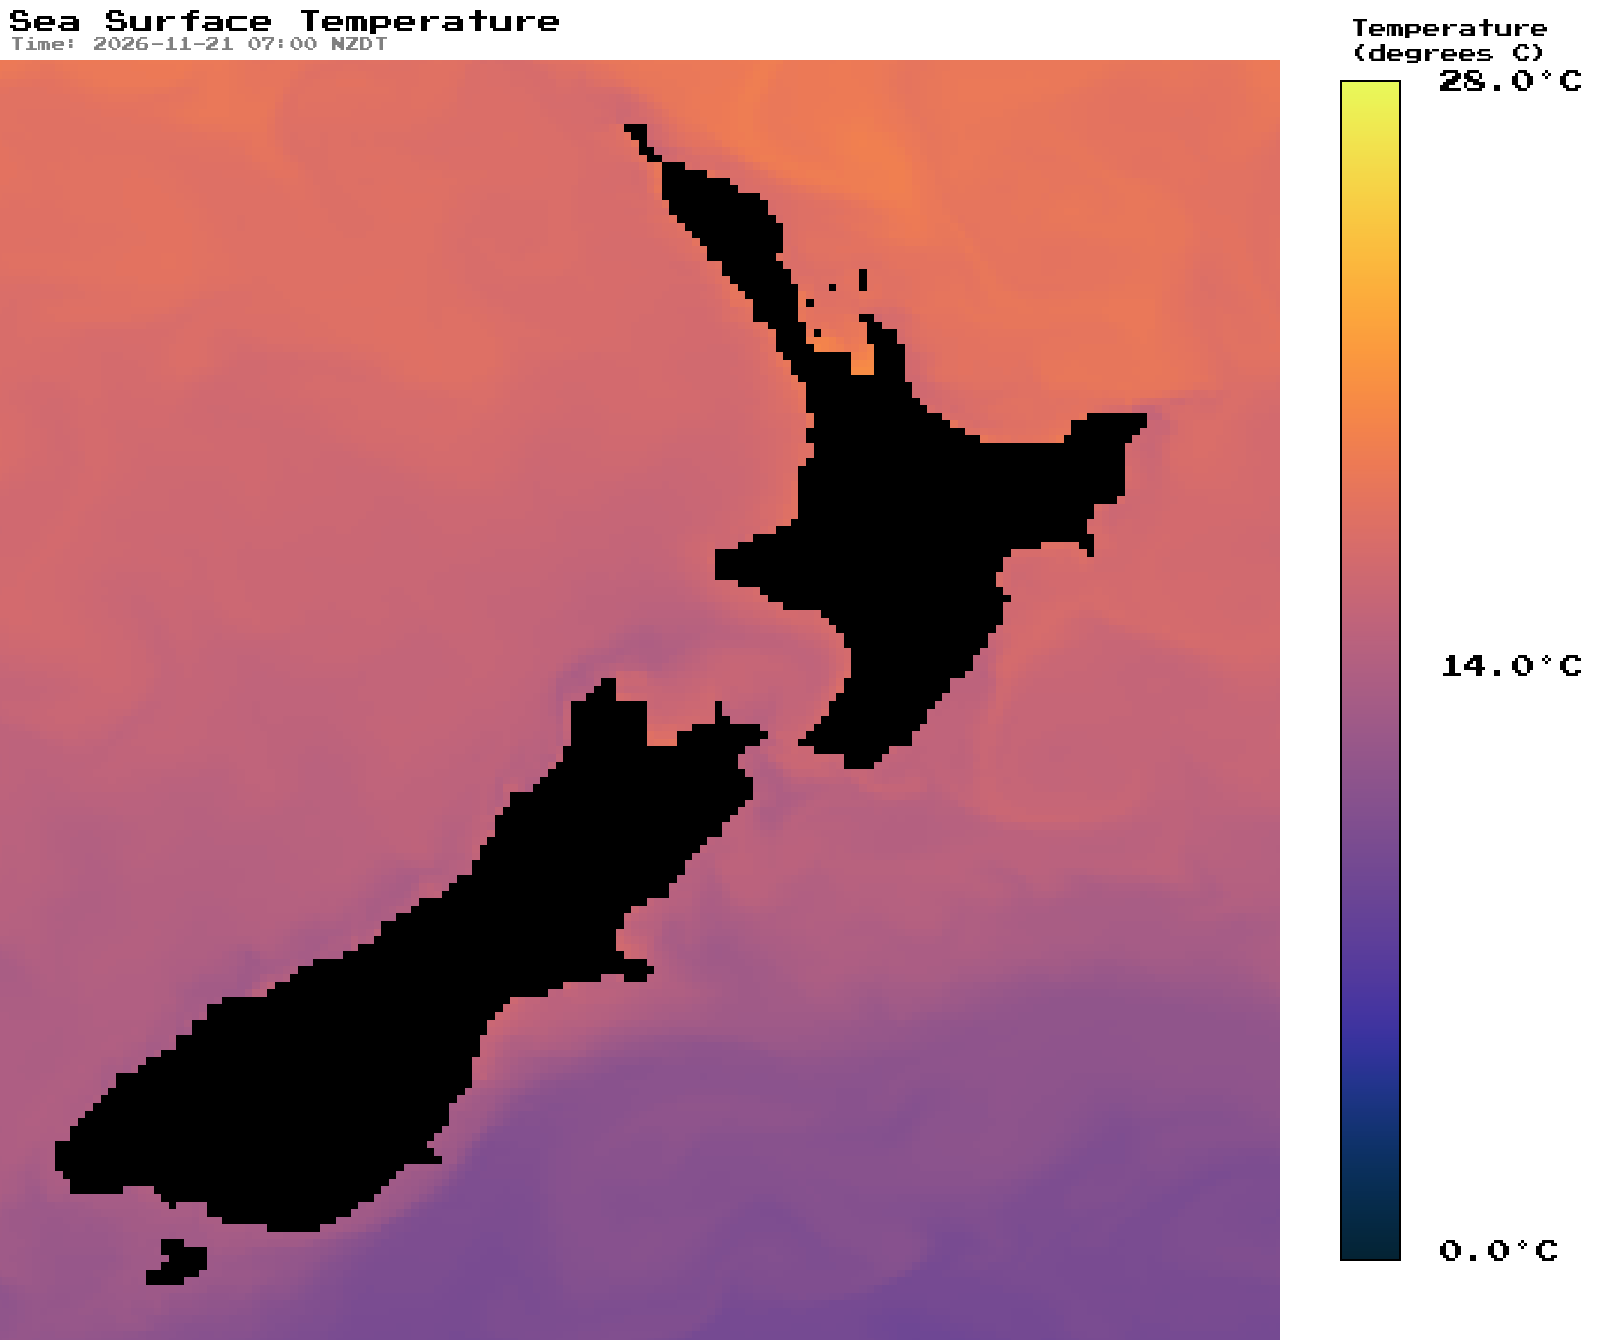 Sea Surface Temperature
Time: 2026-11-21 07:00 NZDT
Temperature
(degrees C)
28.0°C
14.0°C
0.0°C